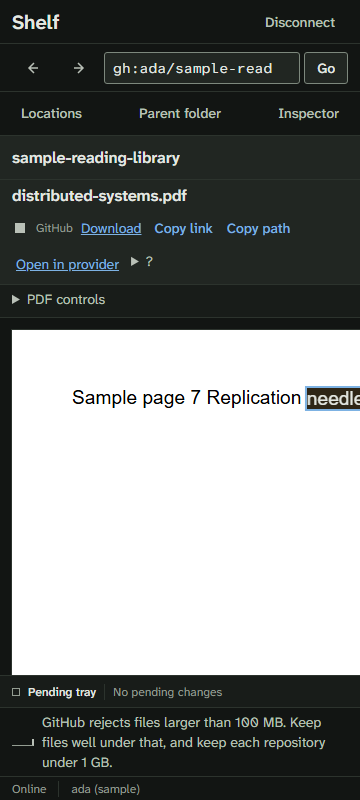 Shelf
Disconnect
← → gh:ada/sample-read Go
Locations Parent folder Inspector
sample-reading-library
distributed-systems.pdf
GitHub Download Copy link Copy path
Open in provider ▶ ?
▶ PDF controls
Sample page 7 Replication needle
Pending tray No pending changes
GitHub rejects files larger than 100 MB. Keep
files well under that, and keep each repository
under 1 GB.
Online ada (sample)